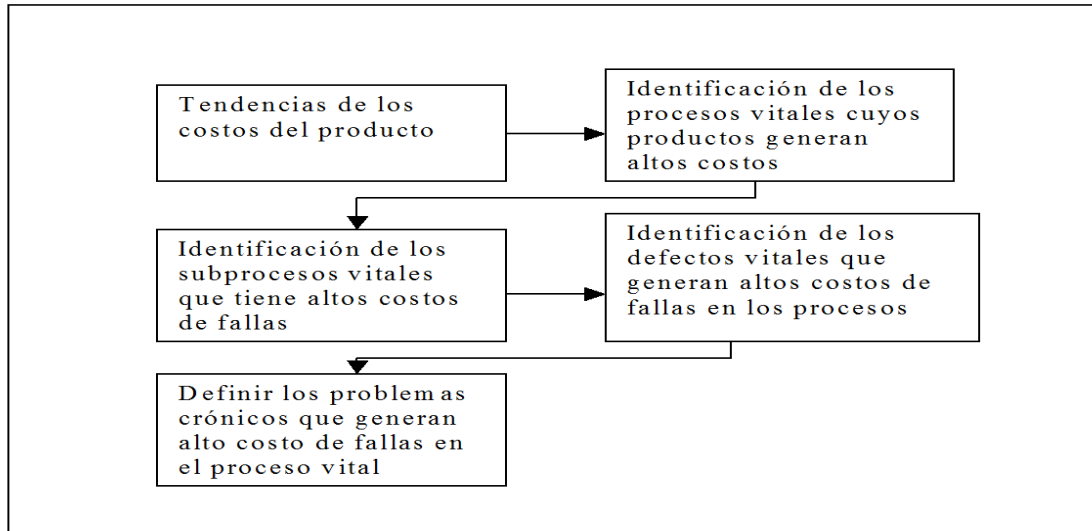 Tendencias de los
costos del producto
Identificación de los
procesos vitales cuyos
productos generan
altos costos
Identificación de los
subprocesos vitales
que tiene altos costos
de fallas
Identificación de los
defectos vitales que
generan altos costos de
fallas en los procesos
Definir los problemas
crónicos que generan
alto costo de fallas en
el proceso vital